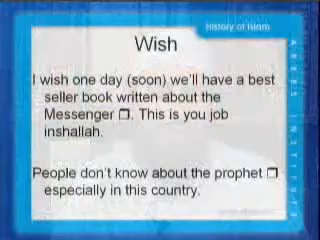 History of Islam
Wish
I wish one day (soon) we'll have a best
seller book written about the
Messenger ❒. This is you job
inshallah.
People don't know about the prophet ❒
especially in this country.